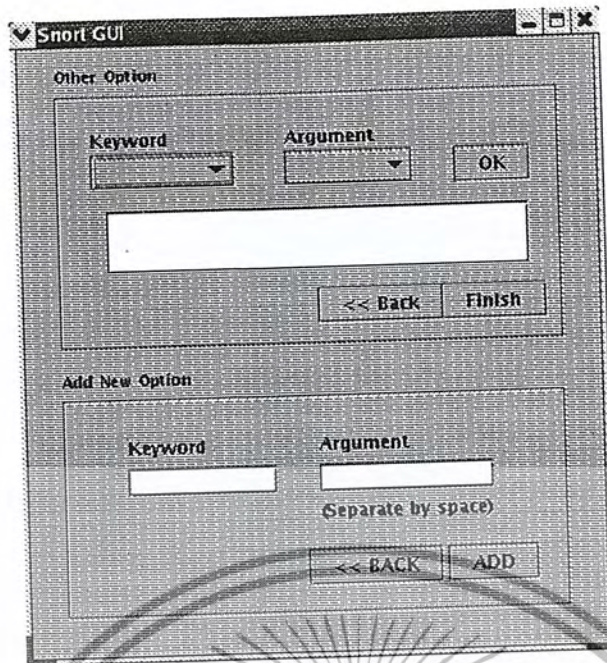 Snort GUI
Other Option
Keyword Argument
OK
<< Back Finish
Add New Option
Keyword Argument
(Separate by space)
<< BACK ADD